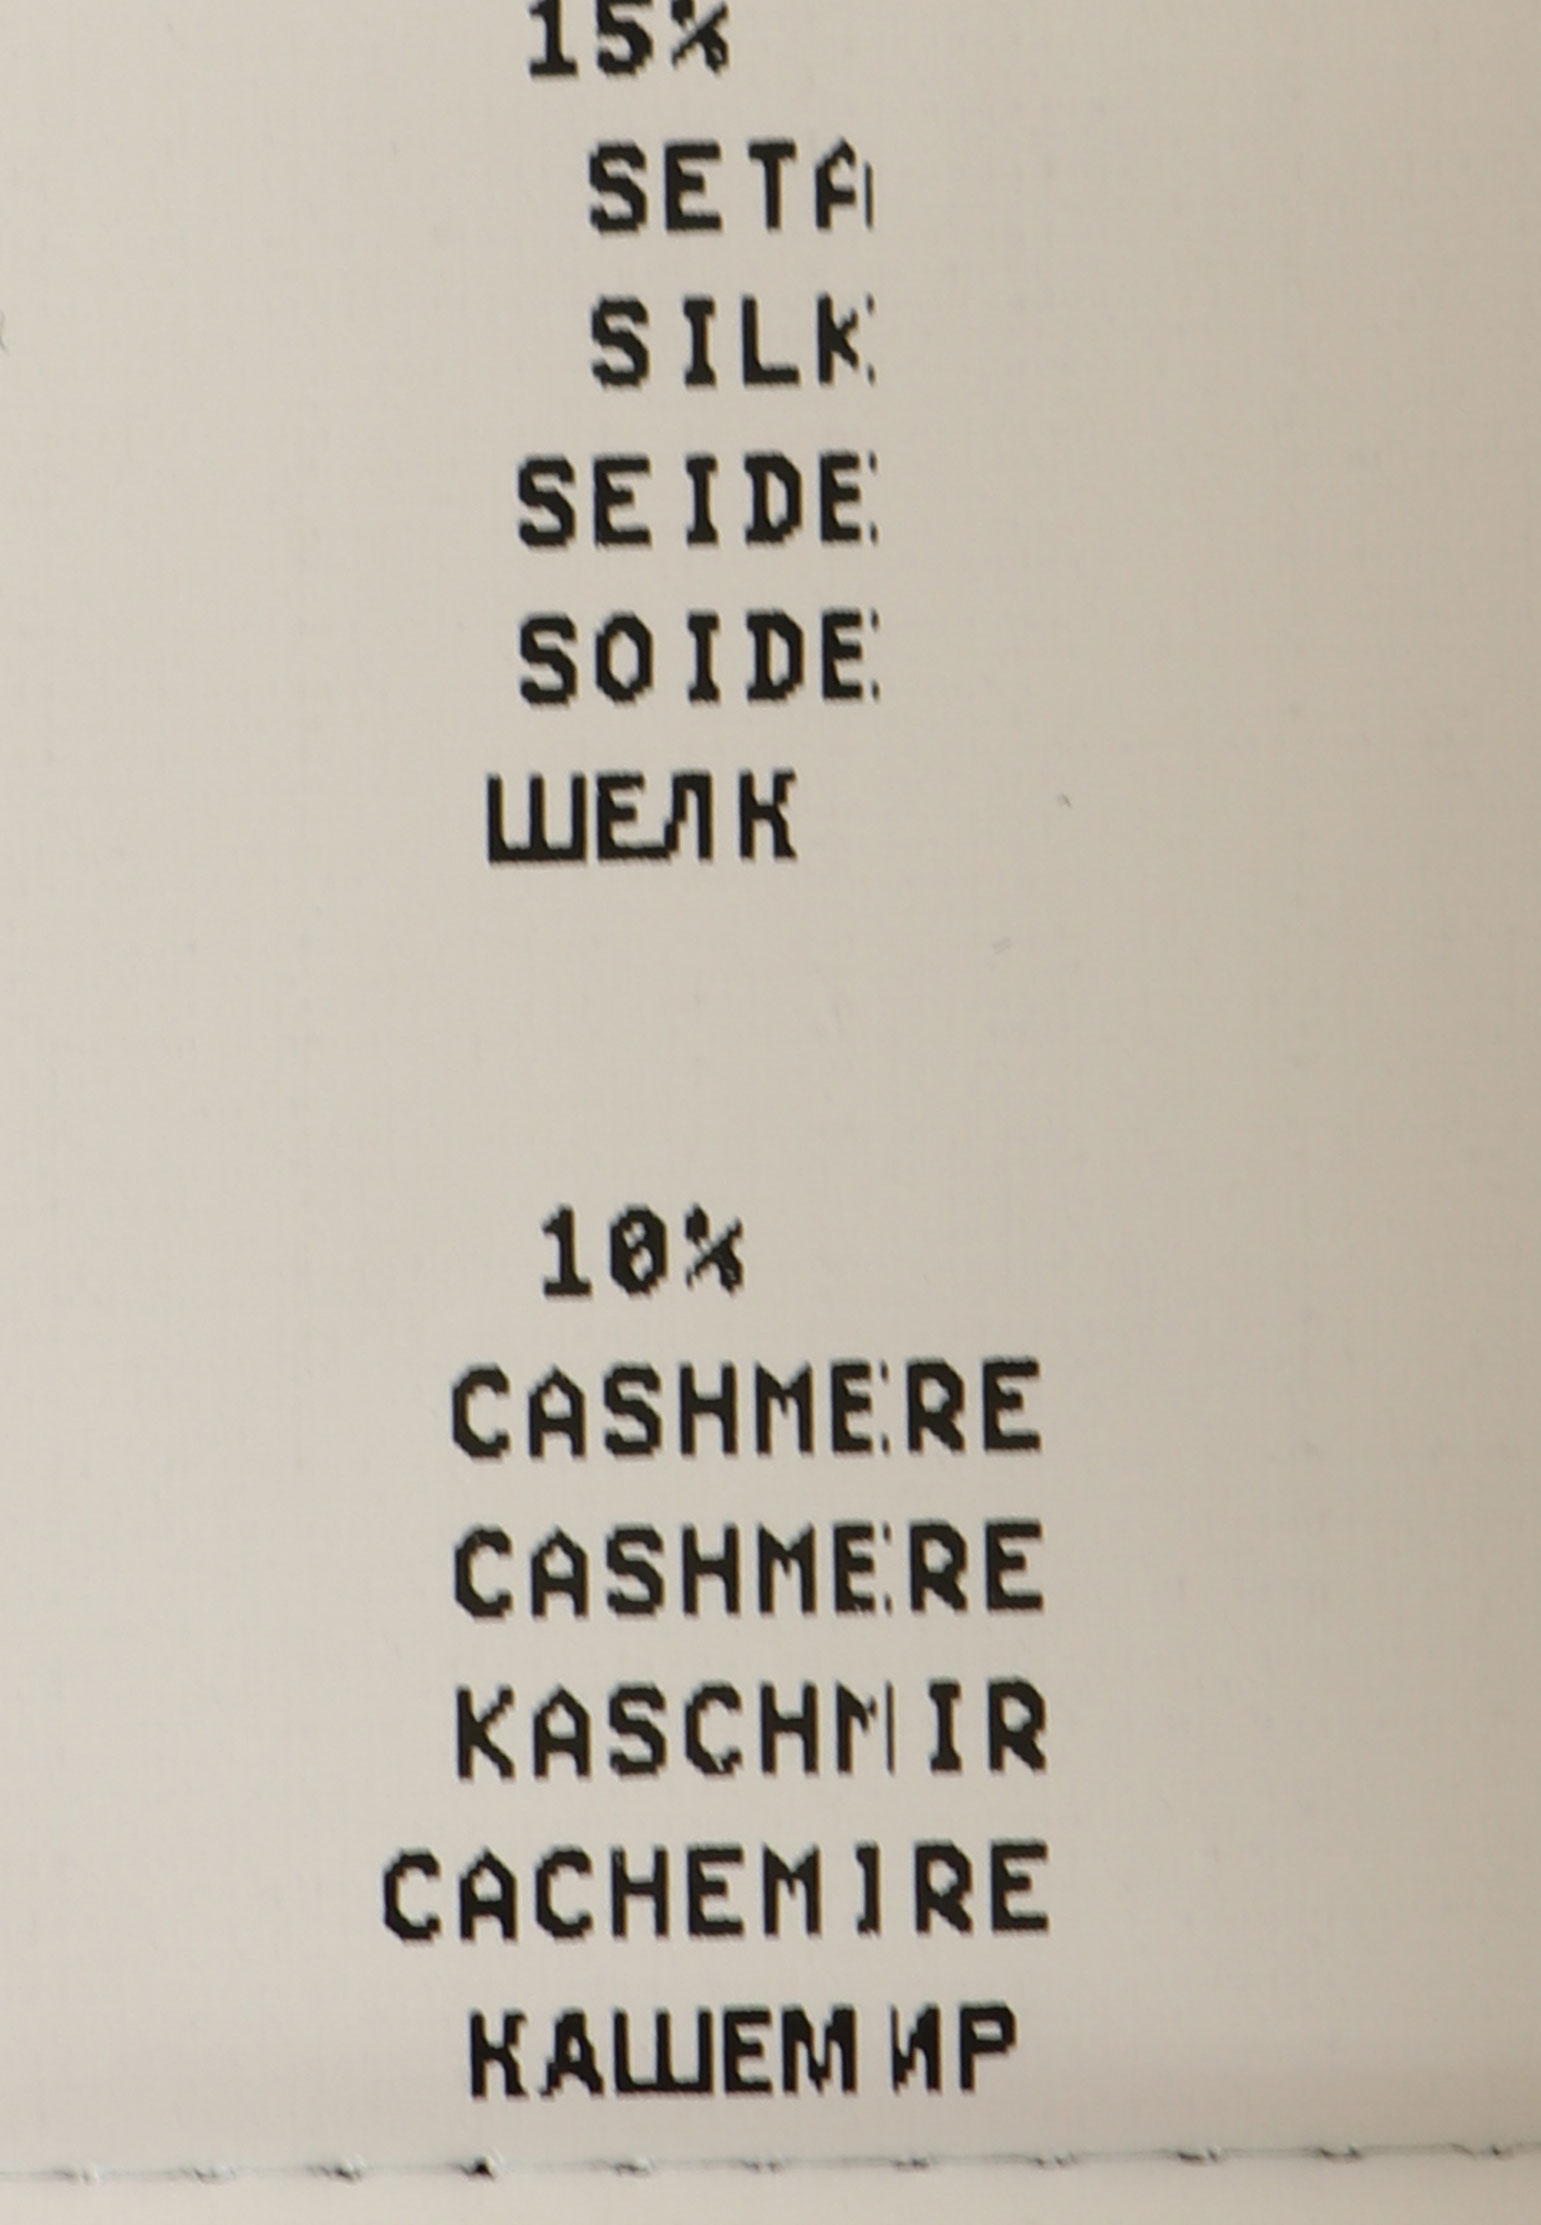 15%
SETA
SILK
SEIDE
SOIDE
ШЕЛК
10%
CASHMERE
CASHMERE
KASCHMIR
CACHEMIRE
КАШЕМИР